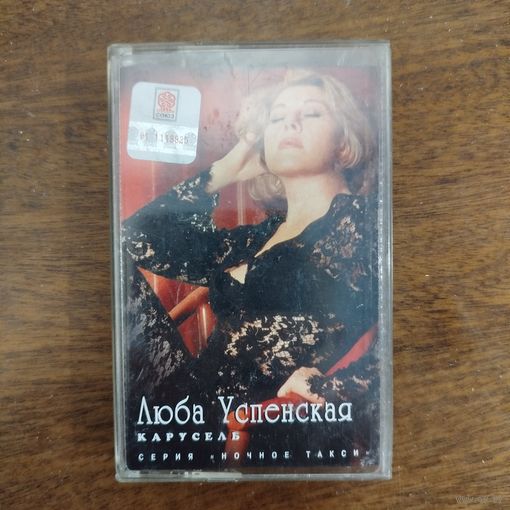 СОЮЗ
Люба Успенская
КАРУСЕЛЬ
СЕРИЯ «НОЧНОЕ ТАКСИ»